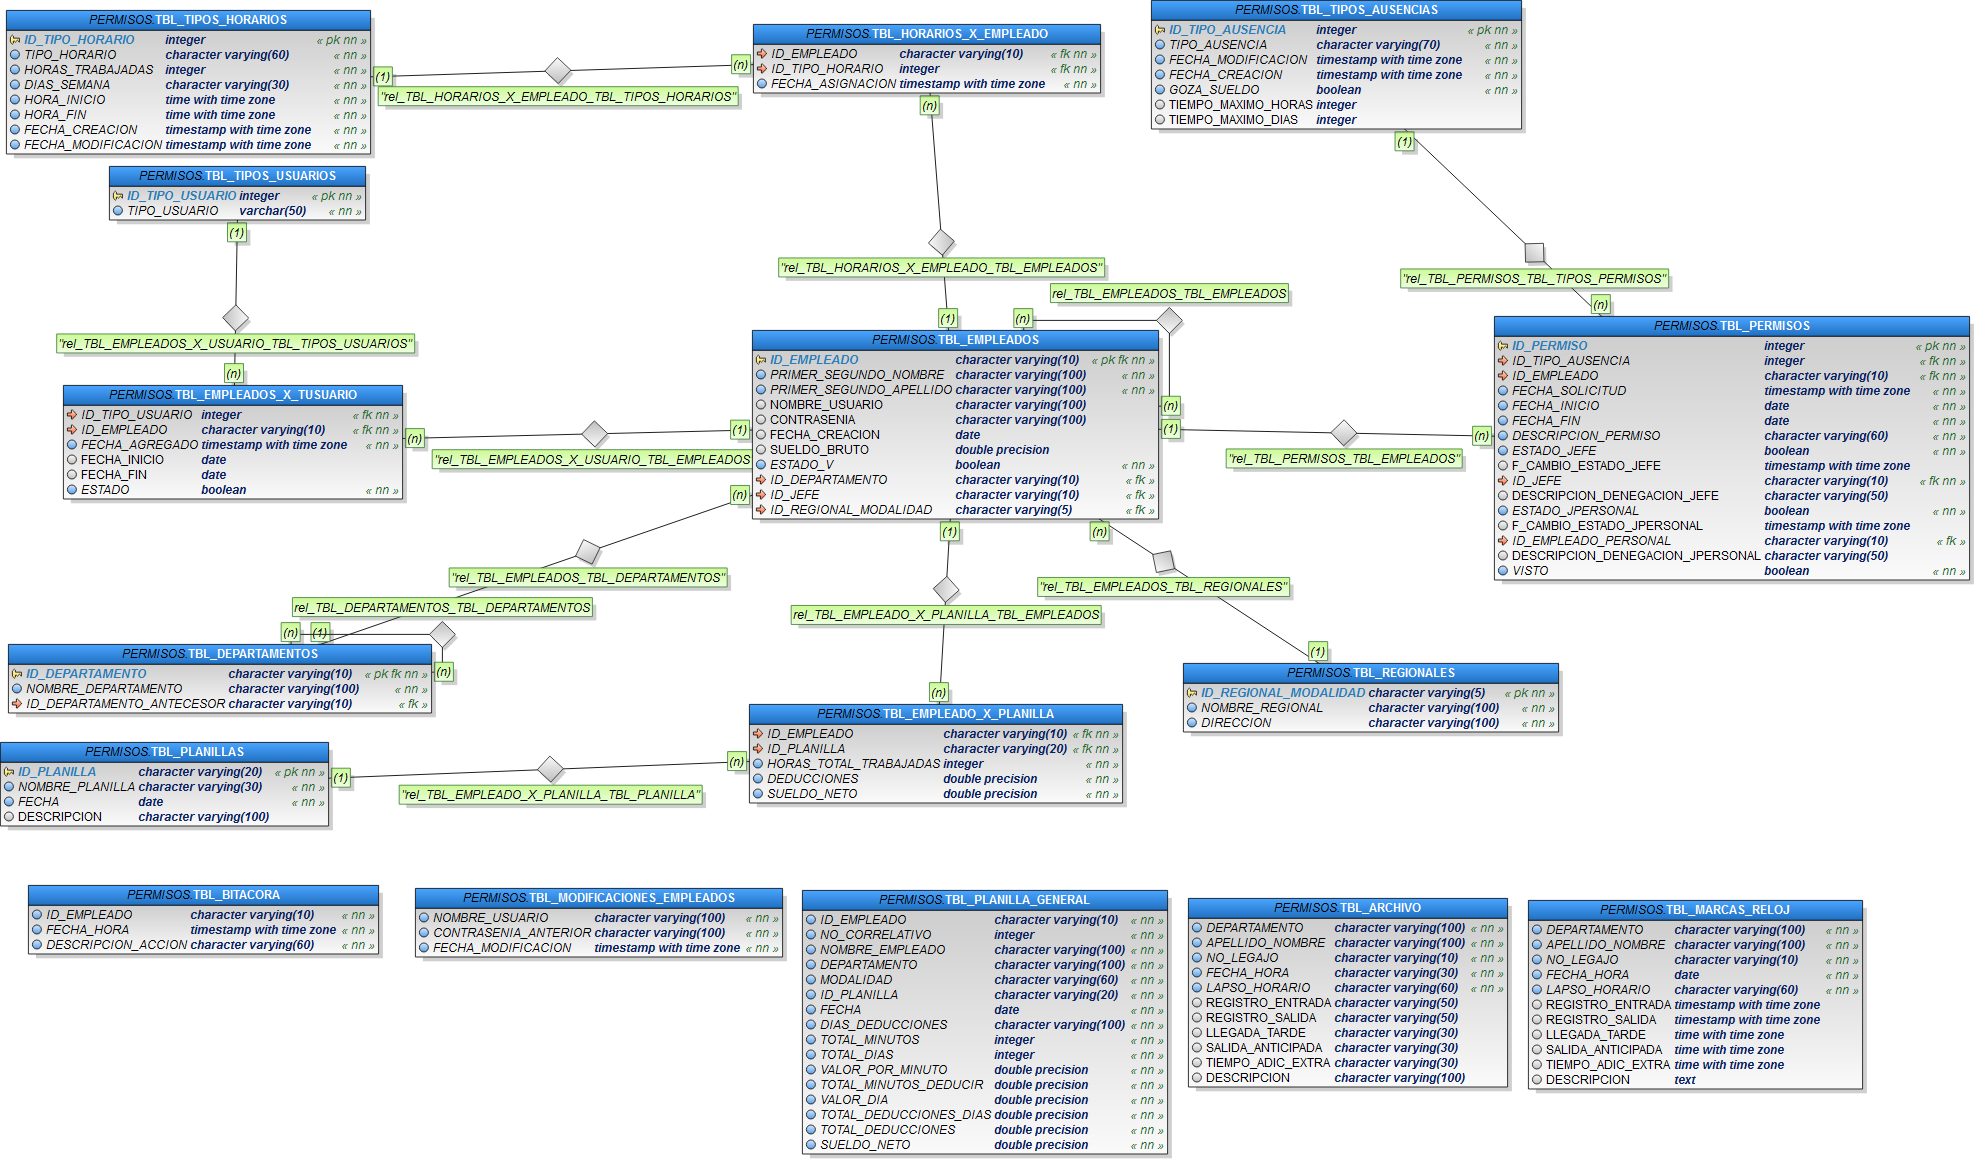 PERMISOS.TBL_TIPOS_HORARIOS
ID_TIPO_HORARIO integer « pk nn »
TIPO_HORARIO character varying(60) « nn »
HORAS_TRABAJADAS integer « nn »
DIAS_SEMANA character varying(30) « nn »
HORA_INICIO time with time zone « nn »
HORA_FIN time with time zone « nn »
FECHA_CREACION timestamp with time zone « nn »
FECHA_MODIFICACION timestamp with time zone « nn »
(1)
(n)
"rel_TBL_HORARIOS_X_EMPLEADO_TBL_TIPOS_HORARIOS"
PERMISOS.TBL_HORARIOS_X_EMPLEADO
ID_EMPLEADO character varying(10) « fk nn »
ID_TIPO_HORARIO integer « fk nn »
FECHA_ASIGNACION timestamp with time zone « nn »
(n)
"rel_TBL_HORARIOS_X_EMPLEADO_TBL_EMPLEADOS"
(1)
PERMISOS.TBL_TIPOS_AUSENCIAS
ID_TIPO_AUSENCIA integer « pk nn »
TIPO_AUSENCIA character varying(70) « nn »
FECHA_MODIFICACION timestamp with time zone « nn »
FECHA_CREACION timestamp with time zone « nn »
GOZA_SUELDO boolean « nn »
TIEMPO_MAXIMO_HORAS integer
TIEMPO_MAXIMO_DIAS integer
(1)
"rel_TBL_PERMISOS_TBL_TIPOS_PERMISOS"
(n)
PERMISOS.TBL_TIPOS_USUARIOS
ID_TIPO_USUARIO integer « pk nn »
TIPO_USUARIO varchar(50) « nn »
(1)
"rel_TBL_EMPLEADOS_X_USUARIO_TBL_TIPOS_USUARIOS"
(n)
PERMISOS.TBL_EMPLEADOS_X_TUSUARIO
ID_TIPO_USUARIO integer « fk nn »
ID_EMPLEADO character varying(10) « fk nn »
FECHA_AGREGADO timestamp with time zone « nn »
FECHA_INICIO date
FECHA_FIN date
ESTADO boolean « nn »
(n)
(1)
"rel_TBL_EMPLEADOS_X_USUARIO_TBL_EMPLEADOS
rel_TBL_EMPLEADOS_TBL_EMPLEADOS
(n)
(n)
PERMISOS.TBL_EMPLEADOS
ID_EMPLEADO character varying(10) « pk fk nn »
PRIMER_SEGUNDO_NOMBRE character varying(100) « nn »
PRIMER_SEGUNDO_APELLIDO character varying(100) « nn »
NOMBRE_USUARIO character varying(100)
CONTRASENIA character varying(100)
FECHA_CREACION date
SUELDO_BRUTO double precision
ESTADO_V boolean « nn »
ID_DEPARTAMENTO character varying(10) « fk »
ID_JEFE character varying(10) « fk »
ID_REGIONAL_MODALIDAD character varying(5) « fk »
(1)
(n)
"rel_TBL_PERMISOS_TBL_EMPLEADOS"
PERMISOS.TBL_PERMISOS
ID_PERMISO integer « pk nn »
ID_TIPO_AUSENCIA integer « fk nn »
ID_EMPLEADO character varying(10) « fk nn »
FECHA_SOLICITUD timestamp with time zone « nn »
FECHA_INICIO date « nn »
FECHA_FIN date « nn »
DESCRIPCION_PERMISO character varying(60) « nn »
ESTADO_JEFE boolean « nn »
F_CAMBIO_ESTADO_JEFE timestamp with time zone
ID_JEFE character varying(10) « fk nn »
DESCRIPCION_DENEGACION_JEFE character varying(50)
ESTADO_JPERSONAL boolean « nn »
F_CAMBIO_ESTADO_JPERSONAL timestamp with time zone
ID_EMPLEADO_PERSONAL character varying(10) « fk »
DESCRIPCION_DENEGACION_JPERSONAL character varying(50)
VISTO boolean « nn »
(n)
"rel_TBL_EMPLEADOS_TBL_DEPARTAMENTOS"
rel_TBL_DEPARTAMENTOS_TBL_DEPARTAMENTOS
(n)
(1)
(n)
PERMISOS.TBL_DEPARTAMENTOS
ID_DEPARTAMENTO character varying(10) « pk fk nn »
NOMBRE_DEPARTAMENTO character varying(100) « nn »
ID_DEPARTAMENTO_ANTECESOR character varying(10) « fk »
(1)
rel_TBL_EMPLEADO_X_PLANILLA_TBL_EMPLEADOS
(n)
(n)
"rel_TBL_EMPLEADOS_TBL_REGIONALES"
(1)
PERMISOS.TBL_REGIONALES
ID_REGIONAL_MODALIDAD character varying(5) « pk nn »
NOMBRE_REGIONAL character varying(100) « nn »
DIRECCION character varying(100) « nn »
PERMISOS.TBL_EMPLEADO_X_PLANILLA
ID_EMPLEADO character varying(10) « fk nn »
ID_PLANILLA character varying(20) « fk nn »
HORAS_TOTAL_TRABAJADAS integer « nn »
DEDUCCIONES double precision « nn »
SUELDO_NETO double precision « nn »
PERMISOS.TBL_PLANILLAS
ID_PLANILLA character varying(20) « pk nn »
NOMBRE_PLANILLA character varying(30) « nn »
FECHA date « nn »
DESCRIPCION character varying(100)
(1)
(n)
"rel_TBL_EMPLEADO_X_PLANILLA_TBL_PLANILLA"
PERMISOS.TBL_BITACORA
ID_EMPLEADO character varying(10) « nn »
FECHA_HORA timestamp with time zone « nn »
DESCRIPCION_ACCION character varying(60) « nn »
PERMISOS.TBL_MODIFICACIONES_EMPLEADOS
NOMBRE_USUARIO character varying(100) « nn »
CONTRASENIA_ANTERIOR character varying(100) « nn »
FECHA_MODIFICACION timestamp with time zone « nn »
PERMISOS.TBL_PLANILLA_GENERAL
ID_EMPLEADO character varying(10) « nn »
NO_CORRELATIVO integer « nn »
NOMBRE_EMPLEADO character varying(100) « nn »
DEPARTAMENTO character varying(100) « nn »
MODALIDAD character varying(60) « nn »
ID_PLANILLA character varying(20) « nn »
FECHA date « nn »
DIAS_DEDUCCIONES character varying(100) « nn »
TOTAL_MINUTOS integer « nn »
TOTAL_DIAS integer « nn »
VALOR_POR_MINUTO double precision « nn »
TOTAL_MINUTOS_DEDUCIR double precision « nn »
VALOR_DIA double precision « nn »
TOTAL_DEDUCCIONES_DIAS double precision « nn »
TOTAL_DEDUCCIONES double precision « nn »
SUELDO_NETO double precision « nn »
PERMISOS.TBL_ARCHIVO
DEPARTAMENTO character varying(100) « nn »
APELLIDO_NOMBRE character varying(100) « nn »
NO_LEGAJO character varying(10) « nn »
FECHA_HORA character varying(30) « nn »
LAPSO_HORARIO character varying(60) « nn »
REGISTRO_ENTRADA character varying(50)
REGISTRO_SALIDA character varying(50)
LLEGADA_TARDE character varying(30)
SALIDA_ANTICIPADA character varying(30)
TIEMPO_ADIC_EXTRA character varying(30)
DESCRIPCION character varying(100)
PERMISOS.TBL_MARCAS_RELOJ
DEPARTAMENTO character varying(100) « nn »
APELLIDO_NOMBRE character varying(100) « nn »
NO_LEGAJO character varying(10) « nn »
FECHA_HORA date « nn »
LAPSO_HORARIO character varying(60) « nn »
REGISTRO_ENTRADA timestamp with time zone
REGISTRO_SALIDA timestamp with time zone
LLEGADA_TARDE time with time zone
SALIDA_ANTICIPADA time with time zone
TIEMPO_ADIC_EXTRA time with time zone
DESCRIPCION text